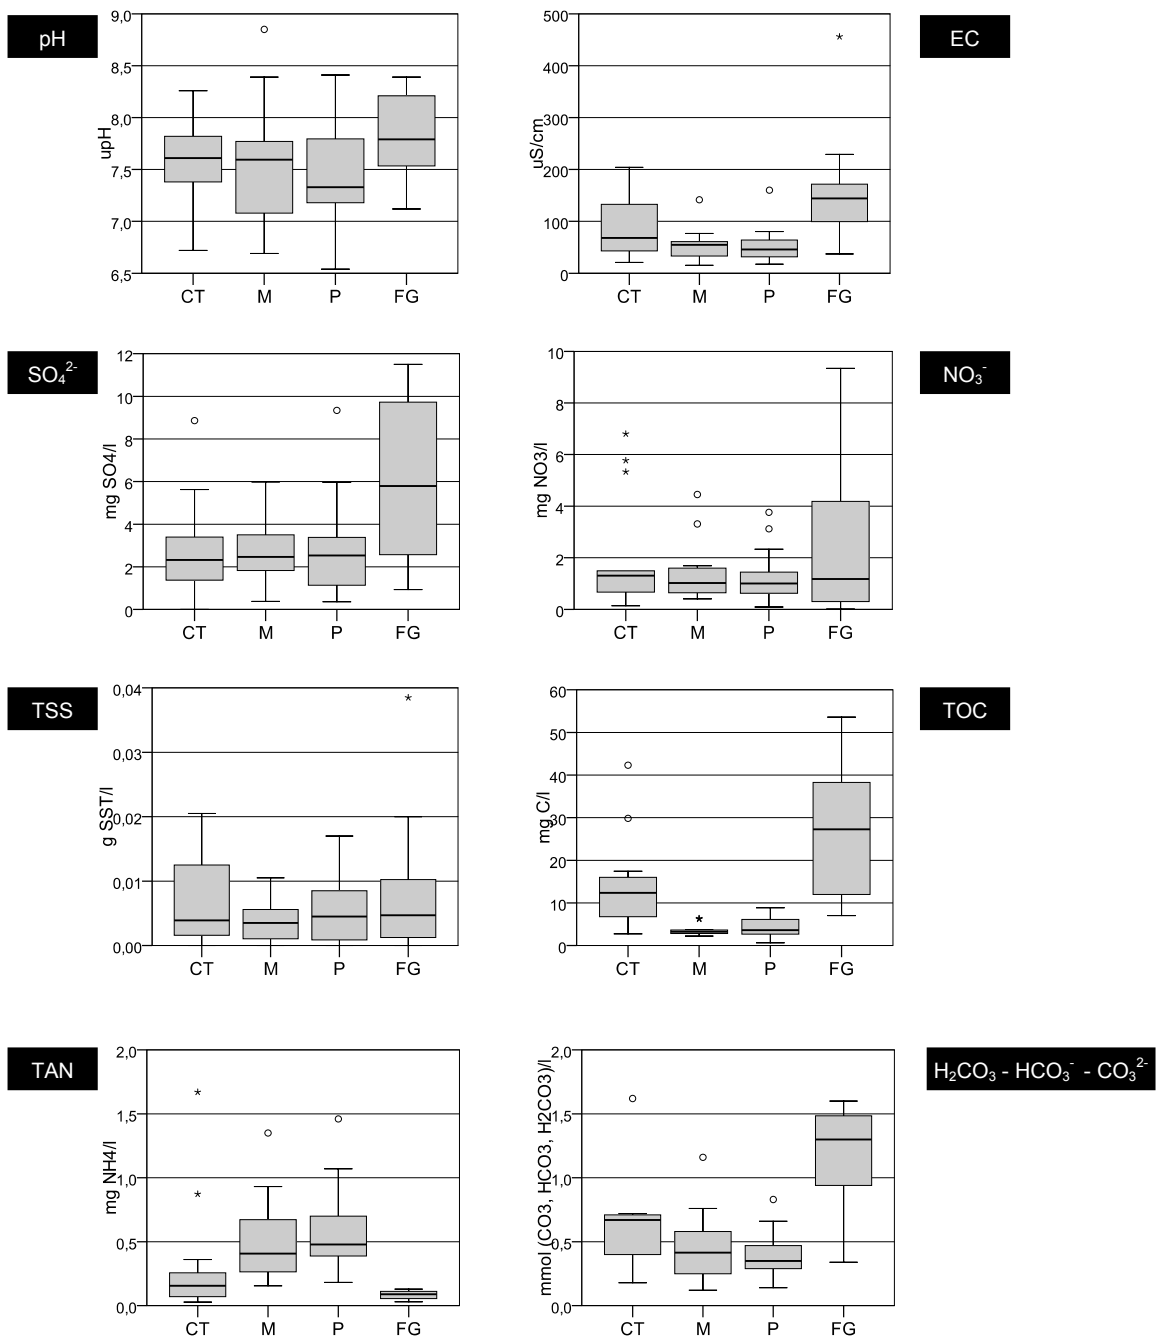 pH
upH
9,0
8,5
8,0
7,5
7,0
6,5
CT M P FG
EC
uS/cm
500
400
300
200
100
0
CT M P FG
SO₄²⁻
mg SO4/l
12
10
8
6
4
2
0
CT M P FG
NO₃⁻
mg NO3/l
10
8
6
4
2
0
CT M P FG
TSS
g SST/l
0,04
0,03
0,02
0,01
0,00
CT M P FG
TOC
mg C/l
60
50
40
30
20
10
0
CT M P FG
TAN
mg NH4/l
2,0
1,5
1,0
0,5
0,0
CT M P FG
H₂CO₃ - HCO₃⁻ - CO₃²⁻
mmol (CO3, HCO3, H2CO3)/l
2,0
1,5
1,0
0,5
0,0
CT M P FG